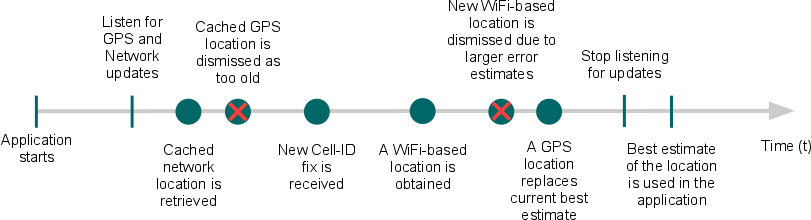 Listen for
GPS and
Network
updates
Cached GPS
location is
dismissed as
too old
New WiFi-based
location is
dismissed due to
larger error
estimates
Stop listening
for updates
Application
starts
Cached
network
location is
retrieved
New Cell-ID
fix is
received
A WiFi-based
location is
obtained
A GPS
location
replaces
current best
estimate
Best estimate
of the location
is used in the
application
Time (t)